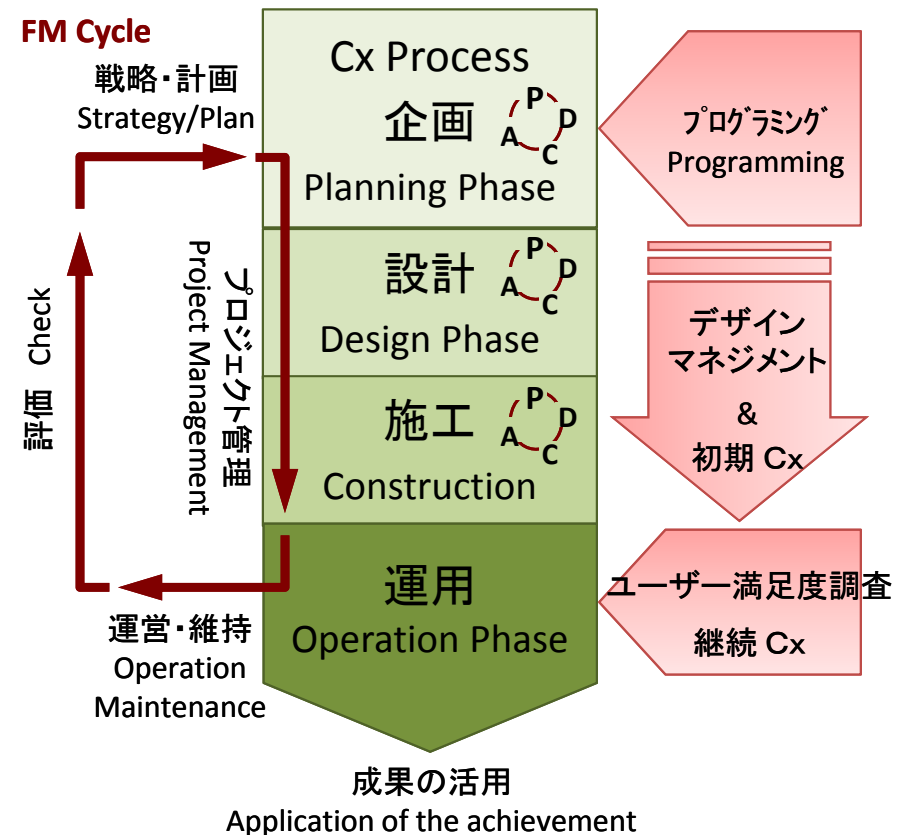 FM Cycle
戦略・計画
Strategy/Plan
Cx Process
企画
P
D
C
A
Planning Phase
プログラミング
Programming
設計
P
D
C
A
Design Phase
プロジェクト管理
Project Management
評価 Check
デザイン
マネジメント
&
初期 Cx
施工
P
D
C
A
Construction
運用
Operation Phase
ユーザー満足度調査
継続 Cx
運営・維持
Operation
Maintenance
成果の活用
Application of the achievement